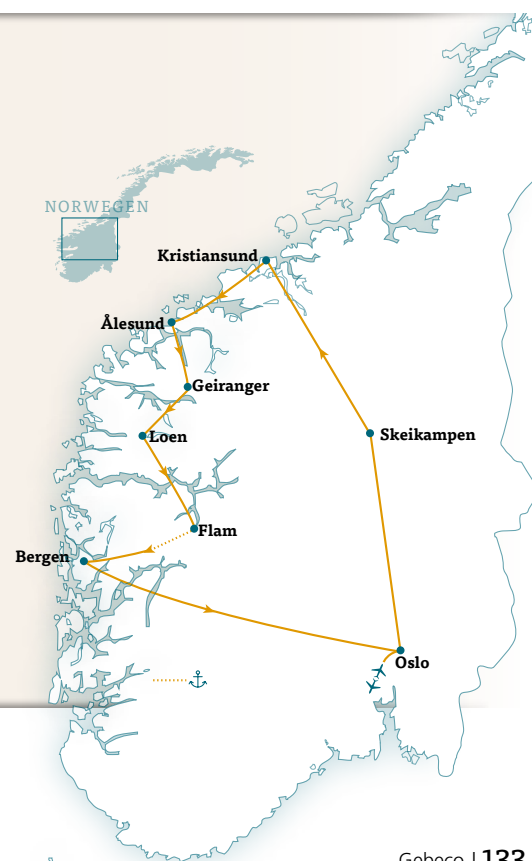 NORWEGEN
Kristiansund
Ålesund
Geiranger
Loen
Skeikampen
Flam
Bergen
Oslo
Gebeco | 133